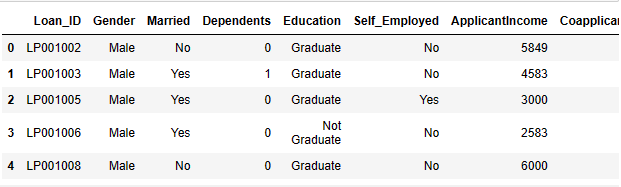 Loan_ID Gender Married Dependents Education Self_Employed ApplicantIncome Coapplican
0 LP001002 Male No 0 Graduate No 5849
1 LP001003 Male Yes 1 Graduate No 4583
2 LP001005 Male Yes 0 Graduate Yes 3000
3 LP001006 Male Yes 0 Not Graduate No 2583
4 LP001008 Male No 0 Graduate No 6000